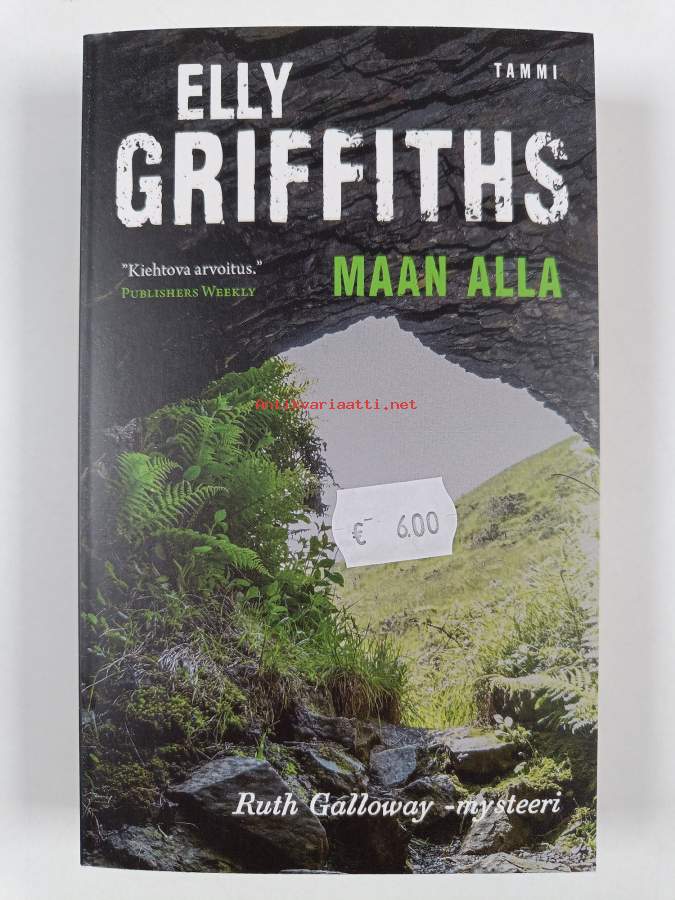 TAMMI
ELLY
GRIFFITHS
”Kiehtova arvoitus.”
PUBLISHERS WEEKLY
MAAN ALLA
Antikvariaatti.net
€ 6.00
Ruth Galloway -mysteeri